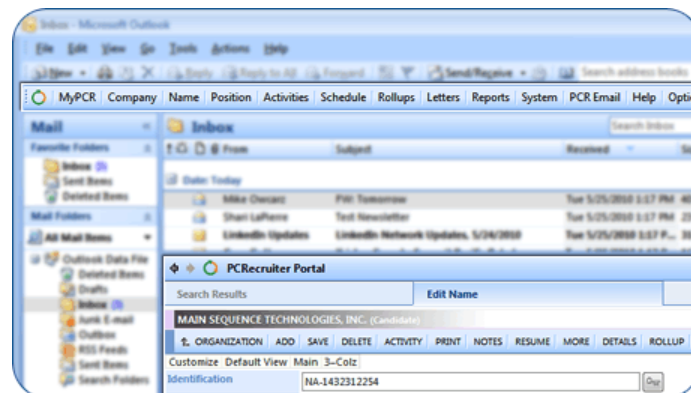 Inbox - Microsoft Outlook
File Edit View Go Tools Actions Help
New Reply Reply to All Forward Send/Receive Search address books
MyPCR Company Name Position Activities Schedule Rollups Letters Reports System PCR Email Help Opti
Mail Inbox Search Inbox
Favorite Folders From Subject Received
Inbox (3)
Sent Items Date: Today
Deleted Items Mike Owcarz FW: Tomorrow Tue 5/25/2010 1:17 PM
Mail Folders Shari LaPierre Test Newsletter Tue 5/25/2010 1:17 PM
All Mail Items LinkedIn Updates LinkedIn Network Updates, 5/24/2010 Tue 5/25/2010 1:17 P...
Outlook Data File
Deleted Items PCRecruiter Portal
Drafts
Inbox (3) Search Results Edit Name
Junk E-mail MAIN SEQUENCE TECHNOLOGIES, INC. (Candidate)
Outbox
RSS Feeds ORGANIZATION ADD SAVE DELETE ACTIVITY PRINT NOTES RESUME MORE DETAILS ROLLUP
Sent Items Customize Default View Main 3-Colz
Search Folders Identification NA-1432312254